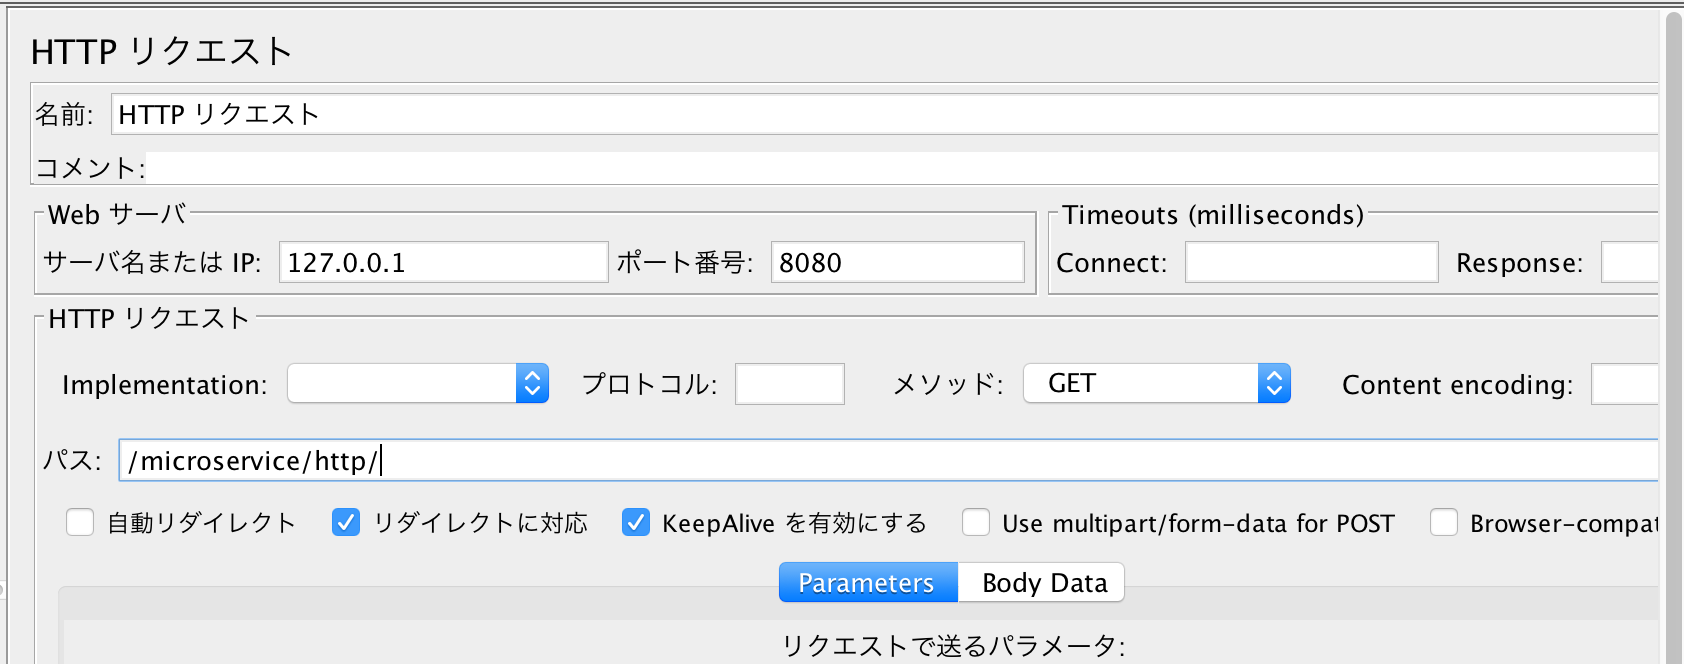 HTTP リクエスト
名前: HTTP リクエスト
コメント:
Web サーバ
サーバ名または IP: 127.0.0.1 ポート番号: 8080
Timeouts (milliseconds)
Connect: Response:
HTTP リクエスト
Implementation: プロトコル: メソッド: GET Content encoding:
パス: /microservice/http/
自動リダイレクト リダイレクトに対応 KeepAlive を有効にする Use multipart/form-data for POST Browser-compat
Parameters Body Data
リクエストで送るパラメータ: